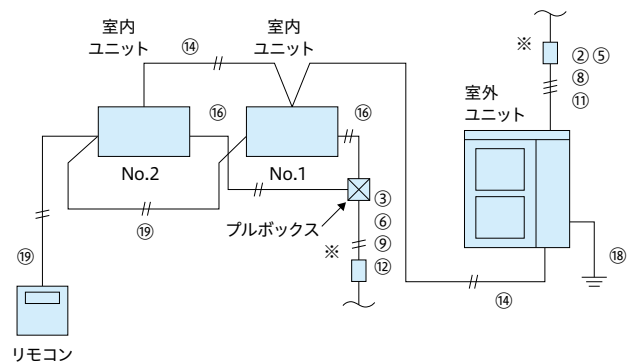 室内
ユニット
⑭
室内
ユニット
※
② ⑤
⑧
⑪
室外
ユニット
⑯
⑯
No.2
No.1
③
⑥
⑨
⑫
プルボックス
※
⑲
⑲
⑱
⑭
リモコン